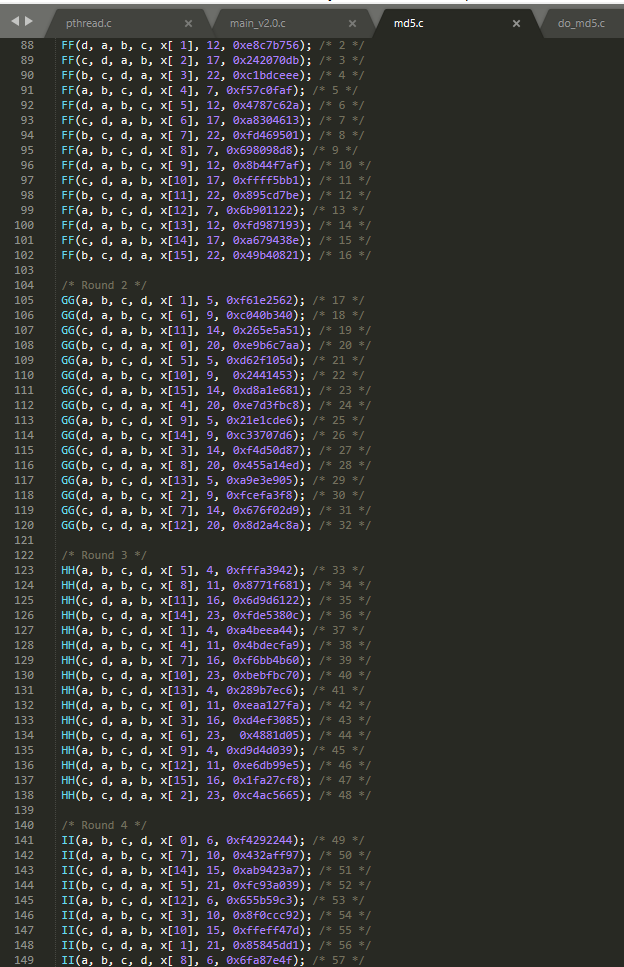 pthread.c × main_v2.0.c × md5.c × do_md5.c
88 FF(d, a, b, c, x[ 1], 12, 0xe8c7b756); /* 2 */
89 FF(c, d, a, b, x[ 2], 17, 0x242070db); /* 3 */
90 FF(b, c, d, a, x[ 3], 22, 0xc1bdceee); /* 4 */
91 FF(a, b, c, d, x[ 4], 7, 0xf57c0faf); /* 5 */
92 FF(d, a, b, c, x[ 5], 12, 0x4787c62a); /* 6 */
93 FF(c, d, a, b, x[ 6], 17, 0xa8304613); /* 7 */
94 FF(b, c, d, a, x[ 7], 22, 0xfd469501); /* 8 */
95 FF(a, b, c, d, x[ 8], 7, 0x698098d8); /* 9 */
96 FF(d, a, b, c, x[ 9], 12, 0x8b44f7af); /* 10 */
97 FF(c, d, a, b, x[10], 17, 0xffff5bb1); /* 11 */
98 FF(b, c, d, a, x[11], 22, 0x895cd7be); /* 12 */
99 FF(a, b, c, d, x[12], 7, 0x6b901122); /* 13 */
100 FF(d, a, b, c, x[13], 12, 0xfd987193); /* 14 */
101 FF(c, d, a, b, x[14], 17, 0xa679438e); /* 15 */
102 FF(b, c, d, a, x[15], 22, 0x49b40821); /* 16 */
103
104 /* Round 2 */
105 GG(a, b, c, d, x[ 1], 5, 0xf61e2562); /* 17 */
106 GG(d, a, b, c, x[ 6], 9, 0xc040b340); /* 18 */
107 GG(c, d, a, b, x[11], 14, 0x265e5a51); /* 19 */
108 GG(b, c, d, a, x[ 0], 20, 0xe9b6c7aa); /* 20 */
109 GG(a, b, c, d, x[ 5], 5, 0xd62f105d); /* 21 */
110 GG(d, a, b, c, x[10], 9,  0x2441453); /* 22 */
111 GG(c, d, a, b, x[15], 14, 0xd8a1e681); /* 23 */
112 GG(b, c, d, a, x[ 4], 20, 0xe7d3fbc8); /* 24 */
113 GG(a, b, c, d, x[ 9], 5, 0x21e1cde6); /* 25 */
114 GG(d, a, b, c, x[14], 9, 0xc33707d6); /* 26 */
115 GG(c, d, a, b, x[ 3], 14, 0xf4d50d87); /* 27 */
116 GG(b, c, d, a, x[ 8], 20, 0x455a14ed); /* 28 */
117 GG(a, b, c, d, x[13], 5, 0xa9e3e905); /* 29 */
118 GG(d, a, b, c, x[ 2], 9, 0xfcefa3f8); /* 30 */
119 GG(c, d, a, b, x[ 7], 14, 0x676f02d9); /* 31 */
120 GG(b, c, d, a, x[12], 20, 0x8d2a4c8a); /* 32 */
121
122 /* Round 3 */
123 HH(a, b, c, d, x[ 5], 4, 0xfffa3942); /* 33 */
124 HH(d, a, b, c, x[ 8], 11, 0x8771f681); /* 34 */
125 HH(c, d, a, b, x[11], 16, 0x6d9d6122); /* 35 */
126 HH(b, c, d, a, x[14], 23, 0xfde5380c); /* 36 */
127 HH(a, b, c, d, x[ 1], 4, 0xa4beea44); /* 37 */
128 HH(d, a, b, c, x[ 4], 11, 0x4bdecfa9); /* 38 */
129 HH(c, d, a, b, x[ 7], 16, 0xf6bb4b60); /* 39 */
130 HH(b, c, d, a, x[10], 23, 0xbebfbc70); /* 40 */
131 HH(a, b, c, d, x[13], 4, 0x289b7ec6); /* 41 */
132 HH(d, a, b, c, x[ 0], 11, 0xeaa127fa); /* 42 */
133 HH(c, d, a, b, x[ 3], 16, 0xd4ef3085); /* 43 */
134 HH(b, c, d, a, x[ 6], 23,  0x4881d05); /* 44 */
135 HH(a, b, c, d, x[ 9], 4, 0xd9d4d039); /* 45 */
136 HH(d, a, b, c, x[12], 11, 0xe6db99e5); /* 46 */
137 HH(c, d, a, b, x[15], 16, 0x1fa27cf8); /* 47 */
138 HH(b, c, d, a, x[ 2], 23, 0xc4ac5665); /* 48 */
139
140 /* Round 4 */
141 II(a, b, c, d, x[ 0], 6, 0xf4292244); /* 49 */
142 II(d, a, b, c, x[ 7], 10, 0x432aff97); /* 50 */
143 II(c, d, a, b, x[14], 15, 0xab9423a7); /* 51 */
144 II(b, c, d, a, x[ 5], 21, 0xfc93a039); /* 52 */
145 II(a, b, c, d, x[12], 6, 0x655b59c3); /* 53 */
146 II(d, a, b, c, x[ 3], 10, 0x8f0ccc92); /* 54 */
147 II(c, d, a, b, x[10], 15, 0xffeff47d); /* 55 */
148 II(b, c, d, a, x[ 1], 21, 0x85845dd1); /* 56 */
149 II(a, b, c, d, x[ 8], 6, 0x6fa87e4f); /* 57 */